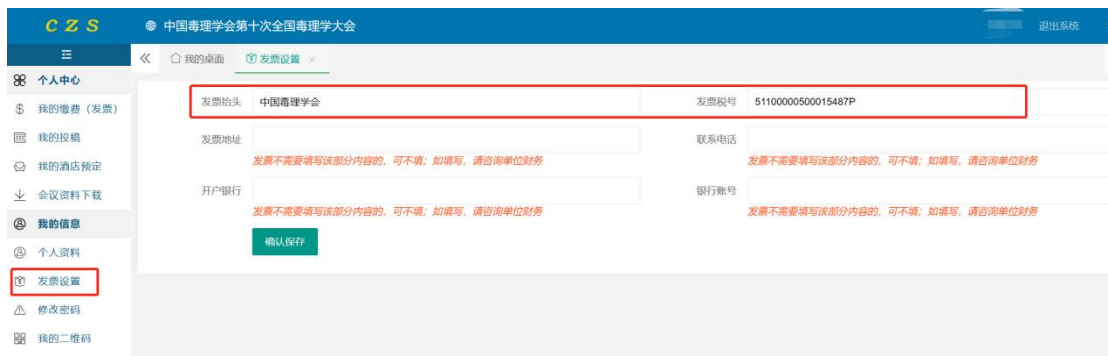 CZS
中国毒理学会第十次全国毒理学大会
退出系统
我的桌面
发票设置
个人中心
我的缴费（发票）
我的投稿
我的酒店预定
会议资料下载
我的信息
个人资料
发票设置
修改密码
我的二维码
发票抬头 中国毒理学会
发票税号 51100000500015487P
发票地址
联系电话
发票不需要填写该部分内容的，可不填；如填写，请咨询单位财务
发票不需要填写该部分内容的，可不填；如填写，请咨询单位财务
开户银行
银行账号
发票不需要填写该部分内容的，可不填；如填写，请咨询单位财务
发票不需要填写该部分内容的，可不填；如填写，请咨询单位财务
确认保存